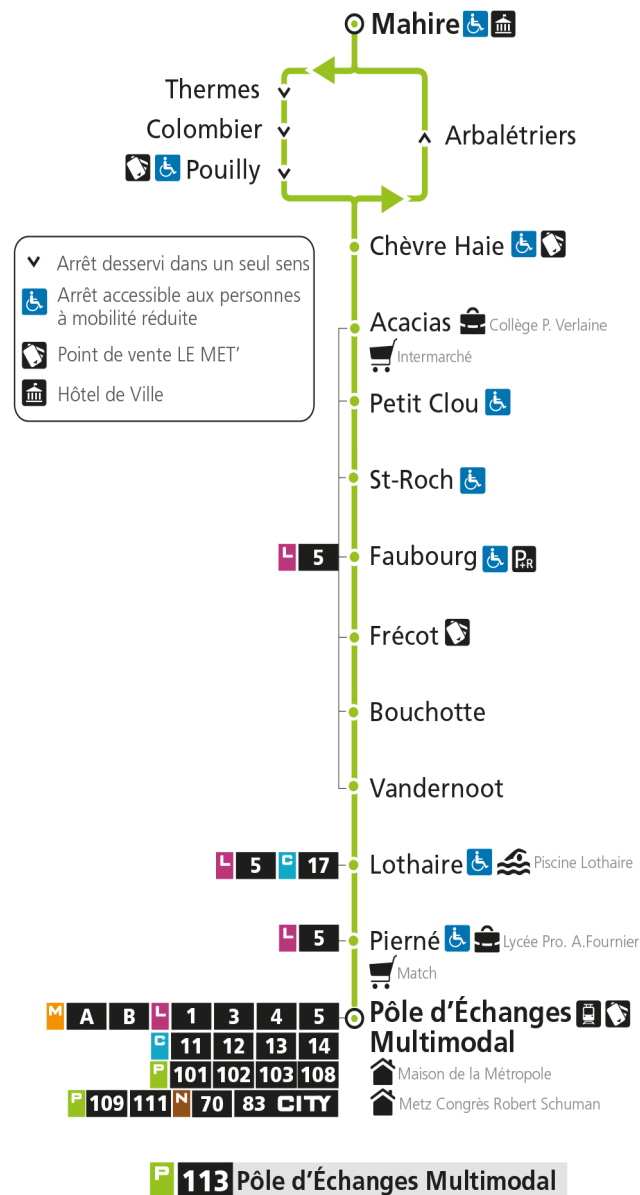 Mahire
Thermes
Colombier
Pouilly
Arbalétriers
Chèvre Haie
Arrêt desservi dans un seul sens
Arrêt accessible aux personnes
à mobilité réduite
Point de vente LE MET'
Hôtel de Ville
Acacias Collège P. Verlaine
Intermarché
Petit Clou
St-Roch
L 5 Faubourg P+R
Frécot
Bouchotte
Vandernoot
L 5 C 17 Lothaire Piscine Lothaire
L 5 Pierné Lycée Pro. A.Fournier
Match
M A B L 1 3 4 5 Pôle d'Échanges
C 11 12 13 14 Multimodal
P 101 102 103 108 Maison de la Métropole
P 109 111 N 70 83 CITY Metz Congrès Robert Schuman
P 113 Pôle d'Échanges Multimodal